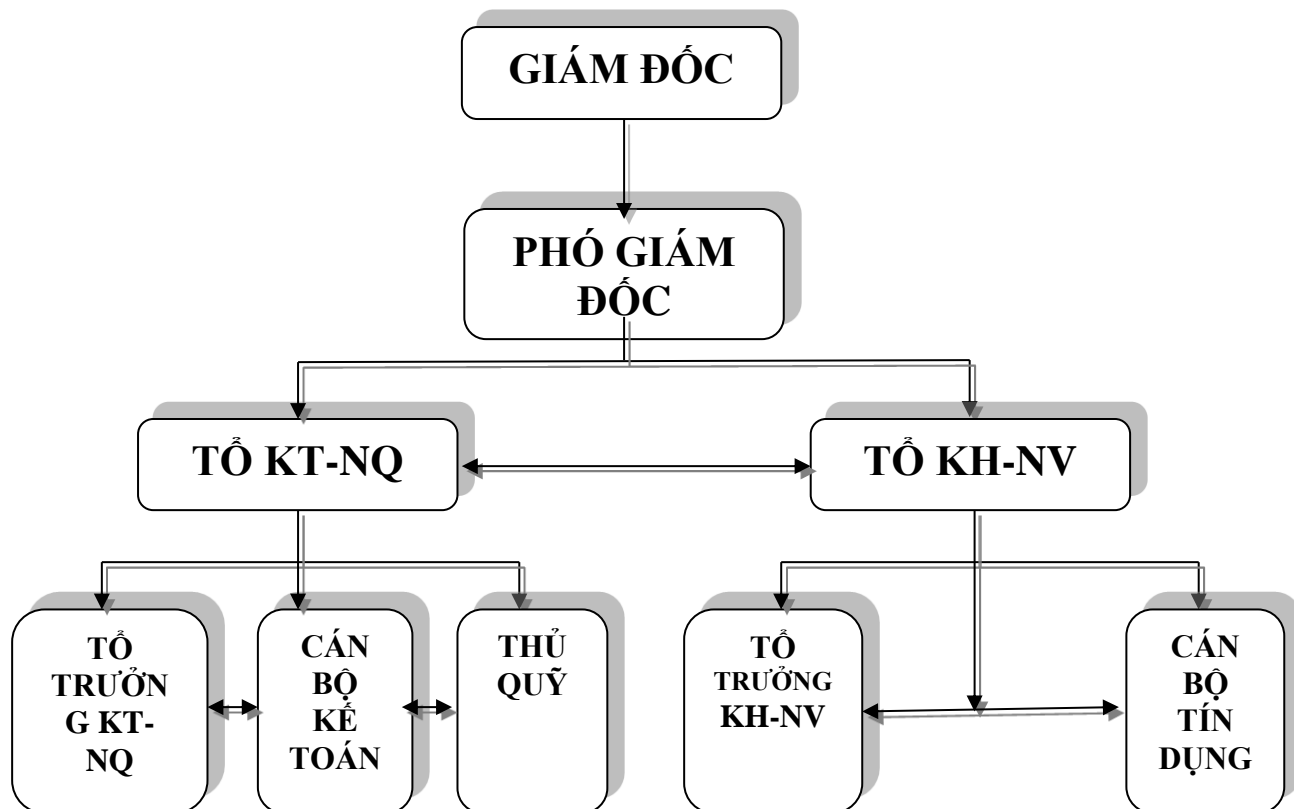 GIÁM ĐỐC
PHÓ GIÁM
ĐỐC
TỔ KT-NQ
TỔ KH-NV
TỔ
TRƯỞN
G KT-
NQ
CÁN
BỘ
KẾ
TOÁN
THỦ
QUỸ
TỔ
TRƯỞNG
KH-NV
CÁN
BỘ
TÍN
DỤNG